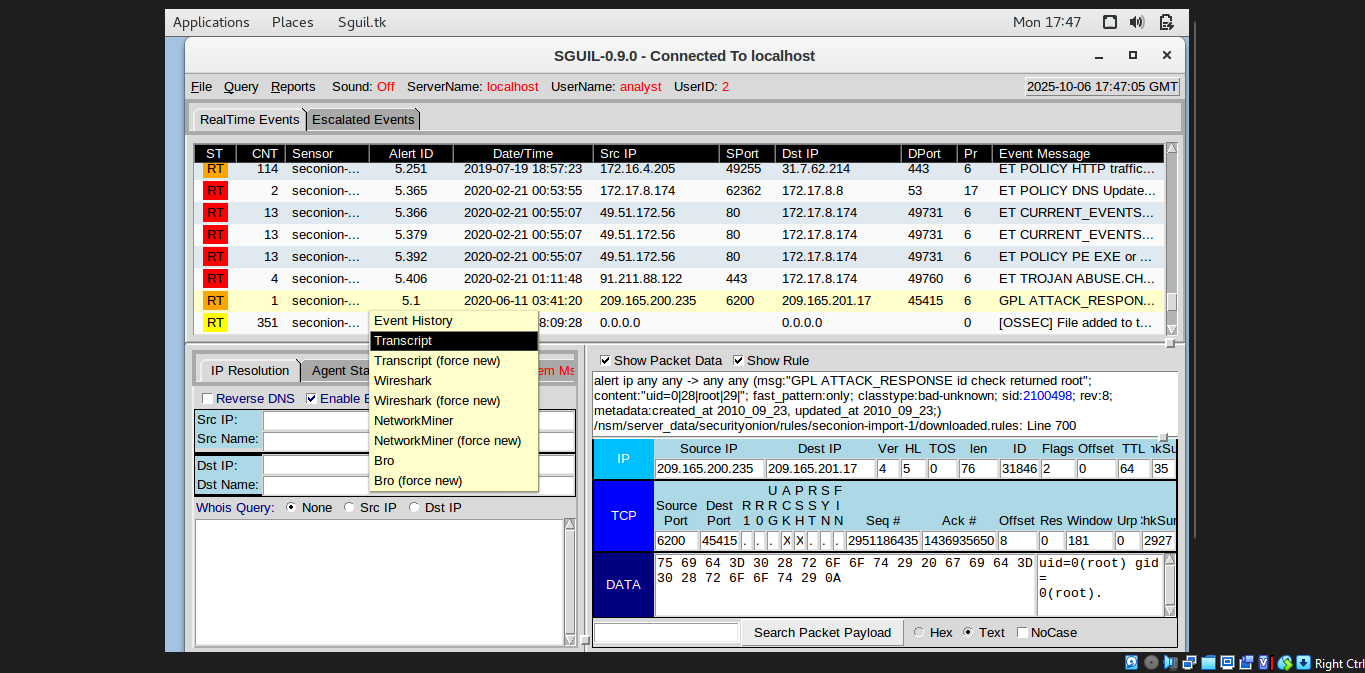 Applications Places Sguil.tk Mon 17:47
SGUIL-0.9.0 - Connected To localhost
File Query Reports Sound: Off ServerName: localhost UserName: analyst UserID: 2 2025-10-06 17:47:05 GMT
RealTime Events Escalated Events
ST CNT Sensor Alert ID Date/Time Src IP SPort Dst IP DPort Pr Event Message
RT 114 seconion-... 5.251 2019-07-19 18:57:23 172.16.4.205 49255 31.7.62.214 443 6 ET POLICY HTTP traffic...
RT 2 seconion-... 5.365 2020-02-21 00:53:55 172.17.8.174 62362 172.17.8.8 53 17 ET POLICY DNS Update...
RT 13 seconion-... 5.366 2020-02-21 00:55:07 49.51.172.56 80 172.17.8.174 49731 6 ET CURRENT_EVENTS...
RT 13 seconion-... 5.379 2020-02-21 00:55:07 49.51.172.56 80 172.17.8.174 49731 6 ET CURRENT_EVENTS...
RT 13 seconion-... 5.392 2020-02-21 00:55:07 49.51.172.56 80 172.17.8.174 49731 6 ET POLICY PE EXE or ...
RT 4 seconion-... 5.406 2020-02-21 01:11:48 91.211.88.122 443 172.17.8.174 49760 6 ET TROJAN ABUSE.CH...
RT 1 seconion-... 5.1 2020-06-11 03:41:20 209.165.200.235 6200 209.165.201.17 45415 6 GPL ATTACK_RESPON...
RT 351 seconion-... 8:09:28 0.0.0.0 0.0.0.0 0 [OSSEC] File added to t...
Event History
Transcript
Transcript (force new)
Wireshark
Wireshark (force new)
NetworkMiner
NetworkMiner (force new)
Bro
Bro (force new)
IP Resolution Agent Sta em Ms
Reverse DNS Enable E
Src IP:
Src Name:
Dst IP:
Dst Name:
Whois Query: None Src IP Dst IP
Show Packet Data Show Rule
alert ip any any -> any any (msg:"GPL ATTACK_RESPONSE id check returned root";
content:"uid=0|28|root|29|"; fast_pattern:only; classtype:bad-unknown; sid:2100498; rev:8;
metadata:created_at 2010_09_23, updated_at 2010_09_23;)
/nsm/server_data/securityonion/rules/seconion-import-1/downloaded.rules: Line 700
IP
Source IP Dest IP Ver HL TOS len ID Flags Offset TTL hkSu
209.165.200.235 209.165.201.17 4 5 0 76 31846 2 0 64 35
TCP
U A P R S F
Source Dest R R R C S S Y I
Port Port 1 0 G K H T N N Seq # Ack # Offset Res Window Urp hkSur
6200 45415 . . . X X . . . 2951186435 1436935650 8 0 181 0 2927
DATA
75 69 64 3D 30 28 72 6F 6F 74 29 20 67 69 64 3D
30 28 72 6F 6F 74 29 0A
uid=0(root) gid
=
0(root).
Search Packet Payload Hex Text NoCase
Right Ctrl